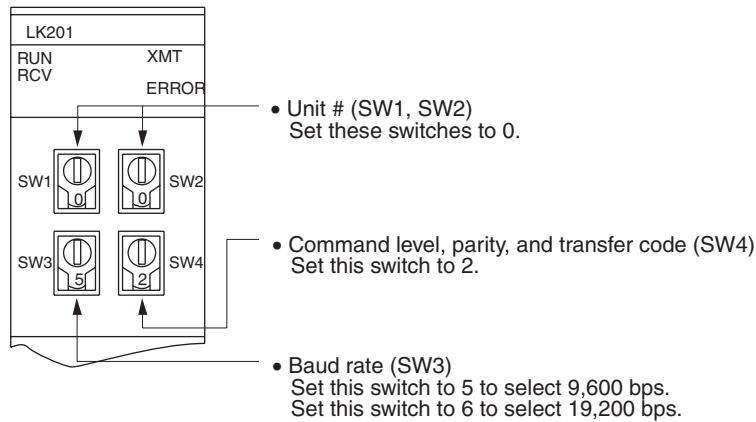 LK201
RUN XMT
RCV
ERROR
• Unit # (SW1, SW2)
Set these switches to 0.
SW1 0 0 SW2
SW3 5 2 SW4
• Command level, parity, and transfer code (SW4)
Set this switch to 2.
• Baud rate (SW3)
Set this switch to 5 to select 9,600 bps.
Set this switch to 6 to select 19,200 bps.